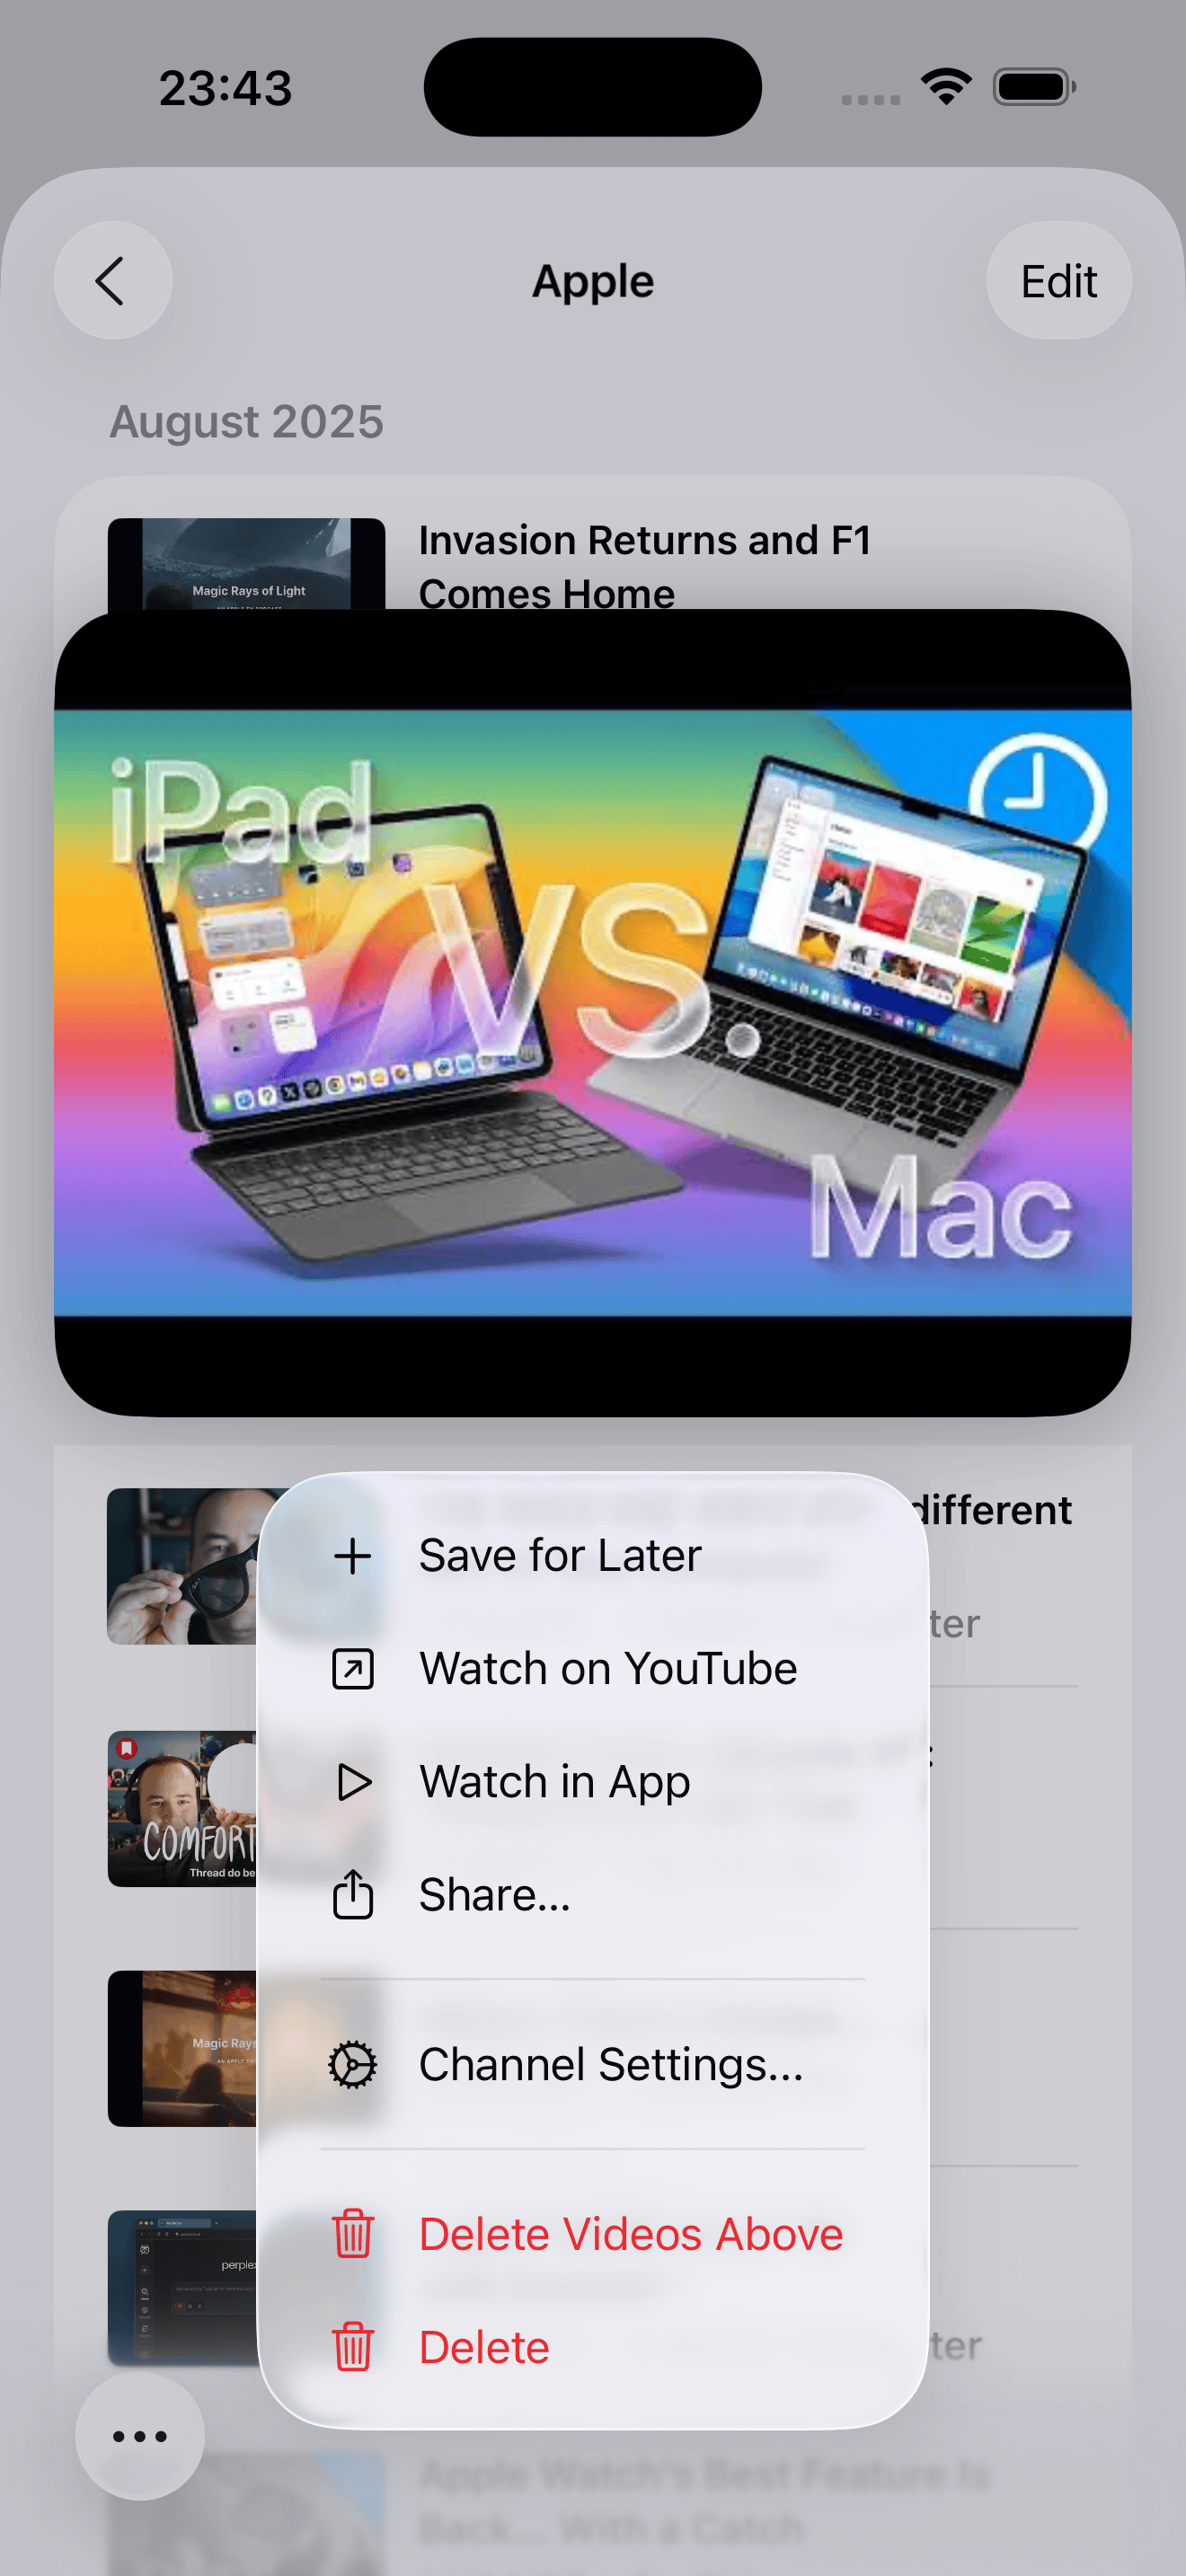 23:43
Apple
Edit
August 2025
Magic Rays of Light
Invasion Returns and F1
Comes Home
iPad
vs.
Mac
different
Save for Later
ter
Watch on YouTube
Watch in App
:
COMFORT
Thread do be
Share...
Magic Rays
Channel Settings...
Delete Videos Above
perplex
Delete
ter
Apple Watch's Best Feature Is
Back... With a Catch